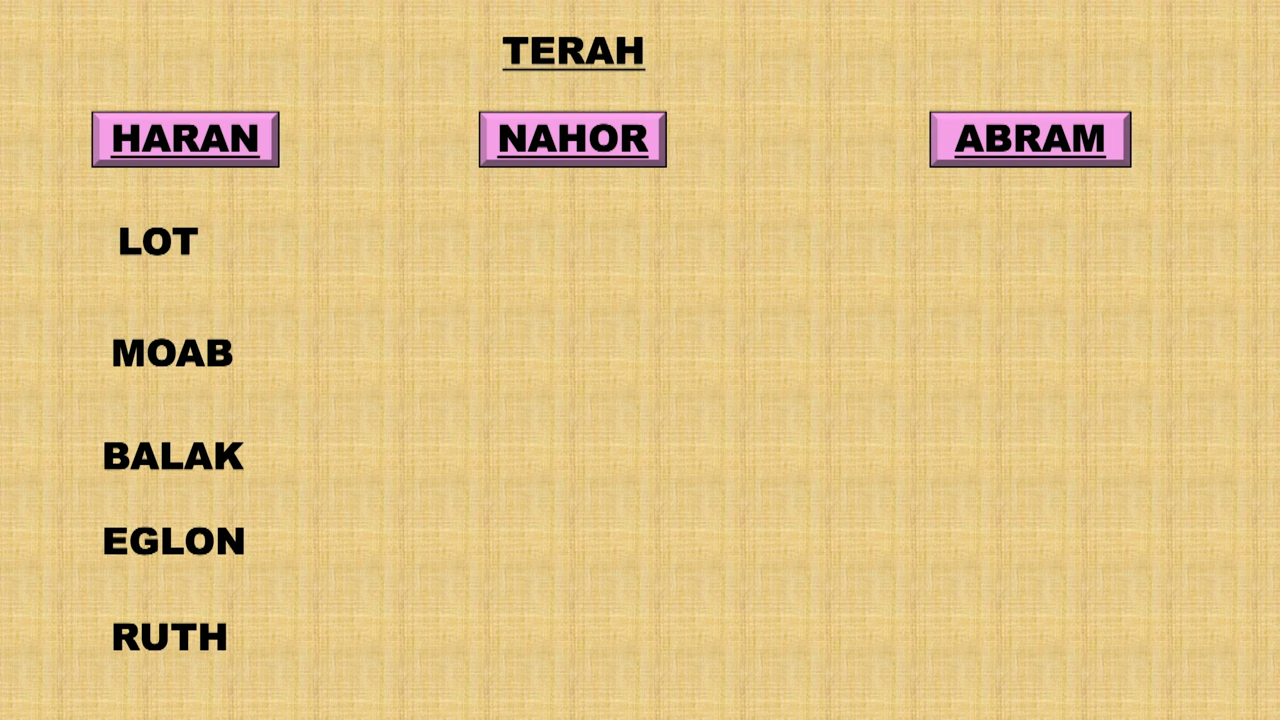 TERAH
HARAN NAHOR ABRAM
LOT
MOAB
BALAK
EGLON
RUTH